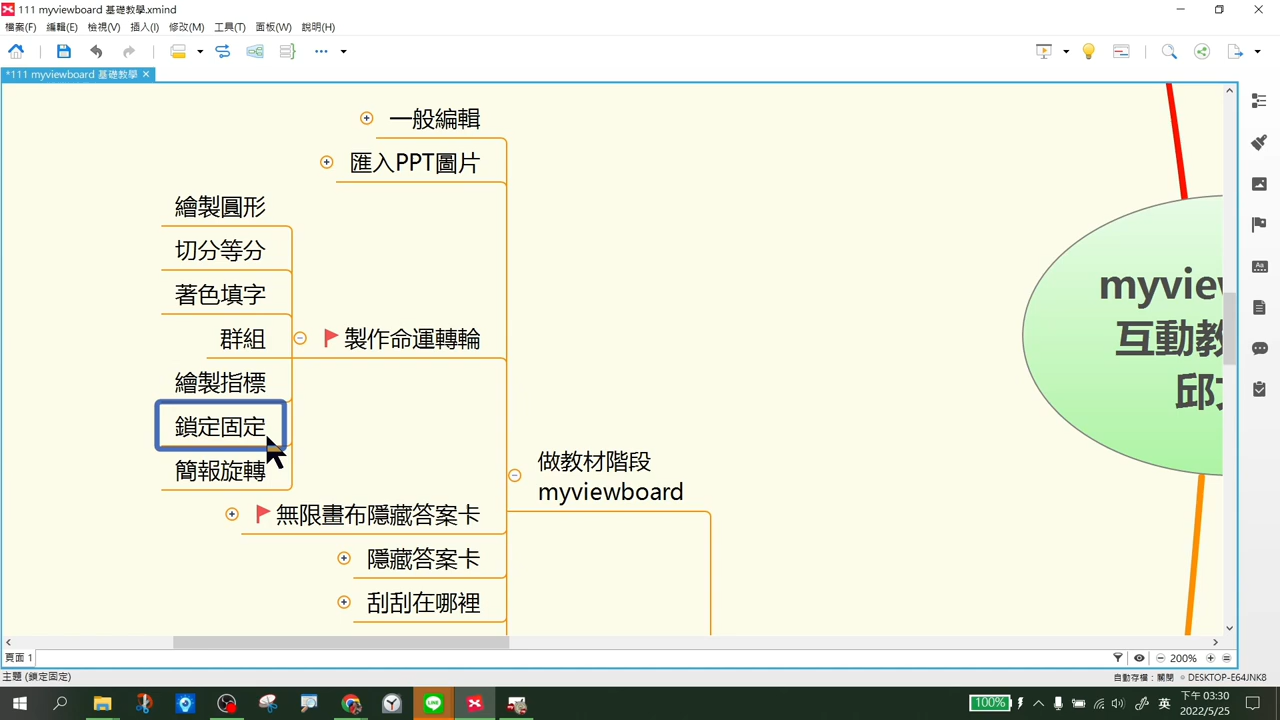 111 myviewboard 基礎教學.xmind
檔案(F) 編輯(E) 檢視(V) 插入(I) 修改(M) 工具(T) 面板(W) 說明(H)
*111 myviewboard 基礎教學
一般編輯
匯入PPT圖片
繪製圓形
切分等分
著色填字
群組
製作命運轉輪
繪製指標
鎖定固定
簡報旋轉
做教材階段
myviewboard
無限畫布隱藏答案卡
隱藏答案卡
刮刮在哪裡
myview
互動教
邱
頁面 1
200%
主題 (鎖定固定)
自動存檔：關閉
DESKTOP-E64JNK8
100%
英
下午 03:30
2022/5/25